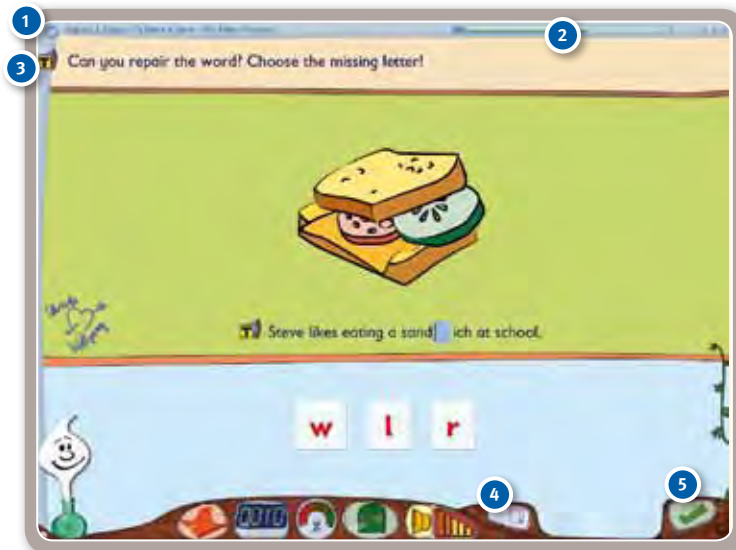 1
2
3
T Can you repair the word? Choose the missing letter!
T Steve likes eating a sand ich at school.
w l r
4
5
0010